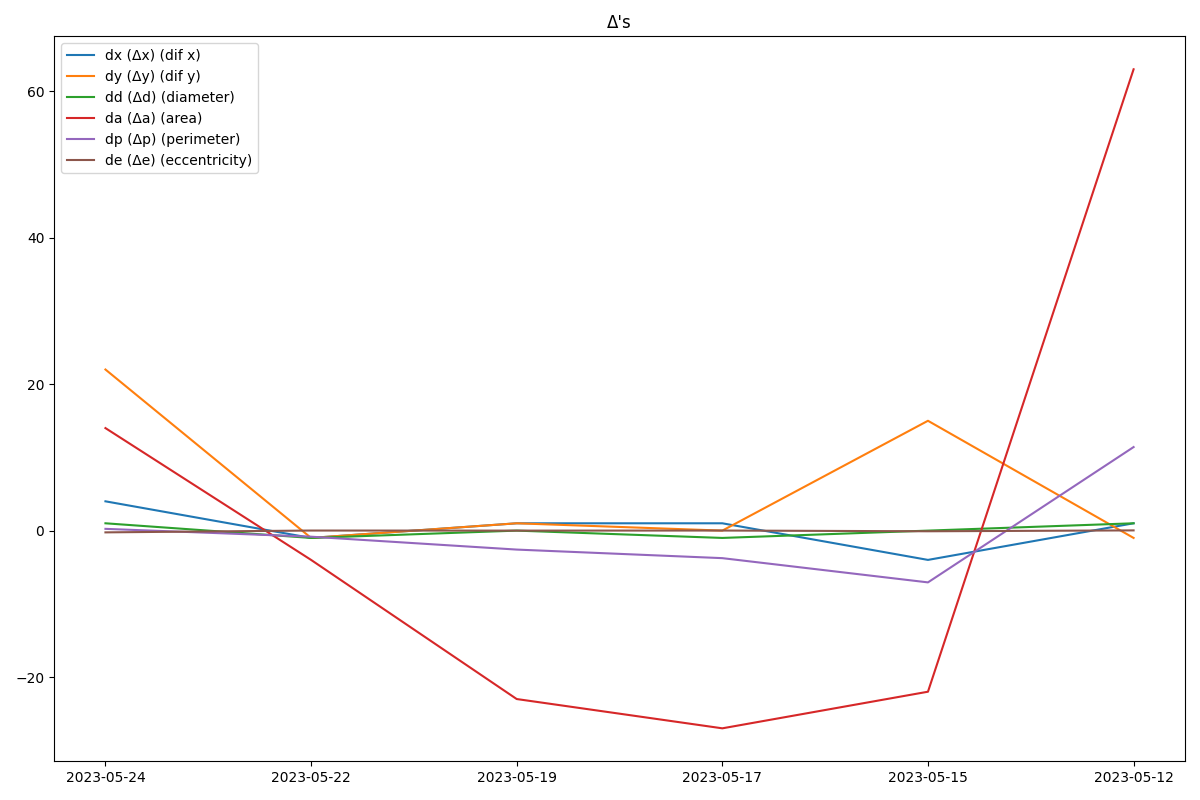 Δ's
dx (Δx) (dif x)
dy (Δy) (dif y)
dd (Δd) (diameter)
da (Δa) (area)
dp (Δp) (perimeter)
de (Δe) (eccentricity)
60
40
20
0
−20
2023-05-24 2023-05-22 2023-05-19 2023-05-17 2023-05-15 2023-05-12